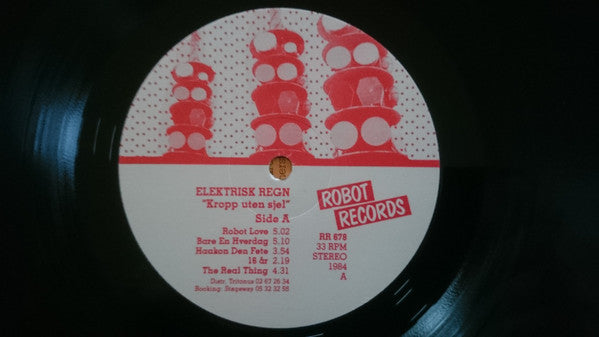 ELEKTRISK REGN
"Kropp uten sjel"
Side A
Robot Love 5.02
Bare En Hverdag 5.10
Haakon Den Fete 3.54
16 år 2.19
The Real Thing 4.31
Distr. Tritonus 02 67 26 34
Booking: Stageway 05 32 32 55
ROBOT
RECORDS
RR 678
33 RPM
STEREO
1984
A